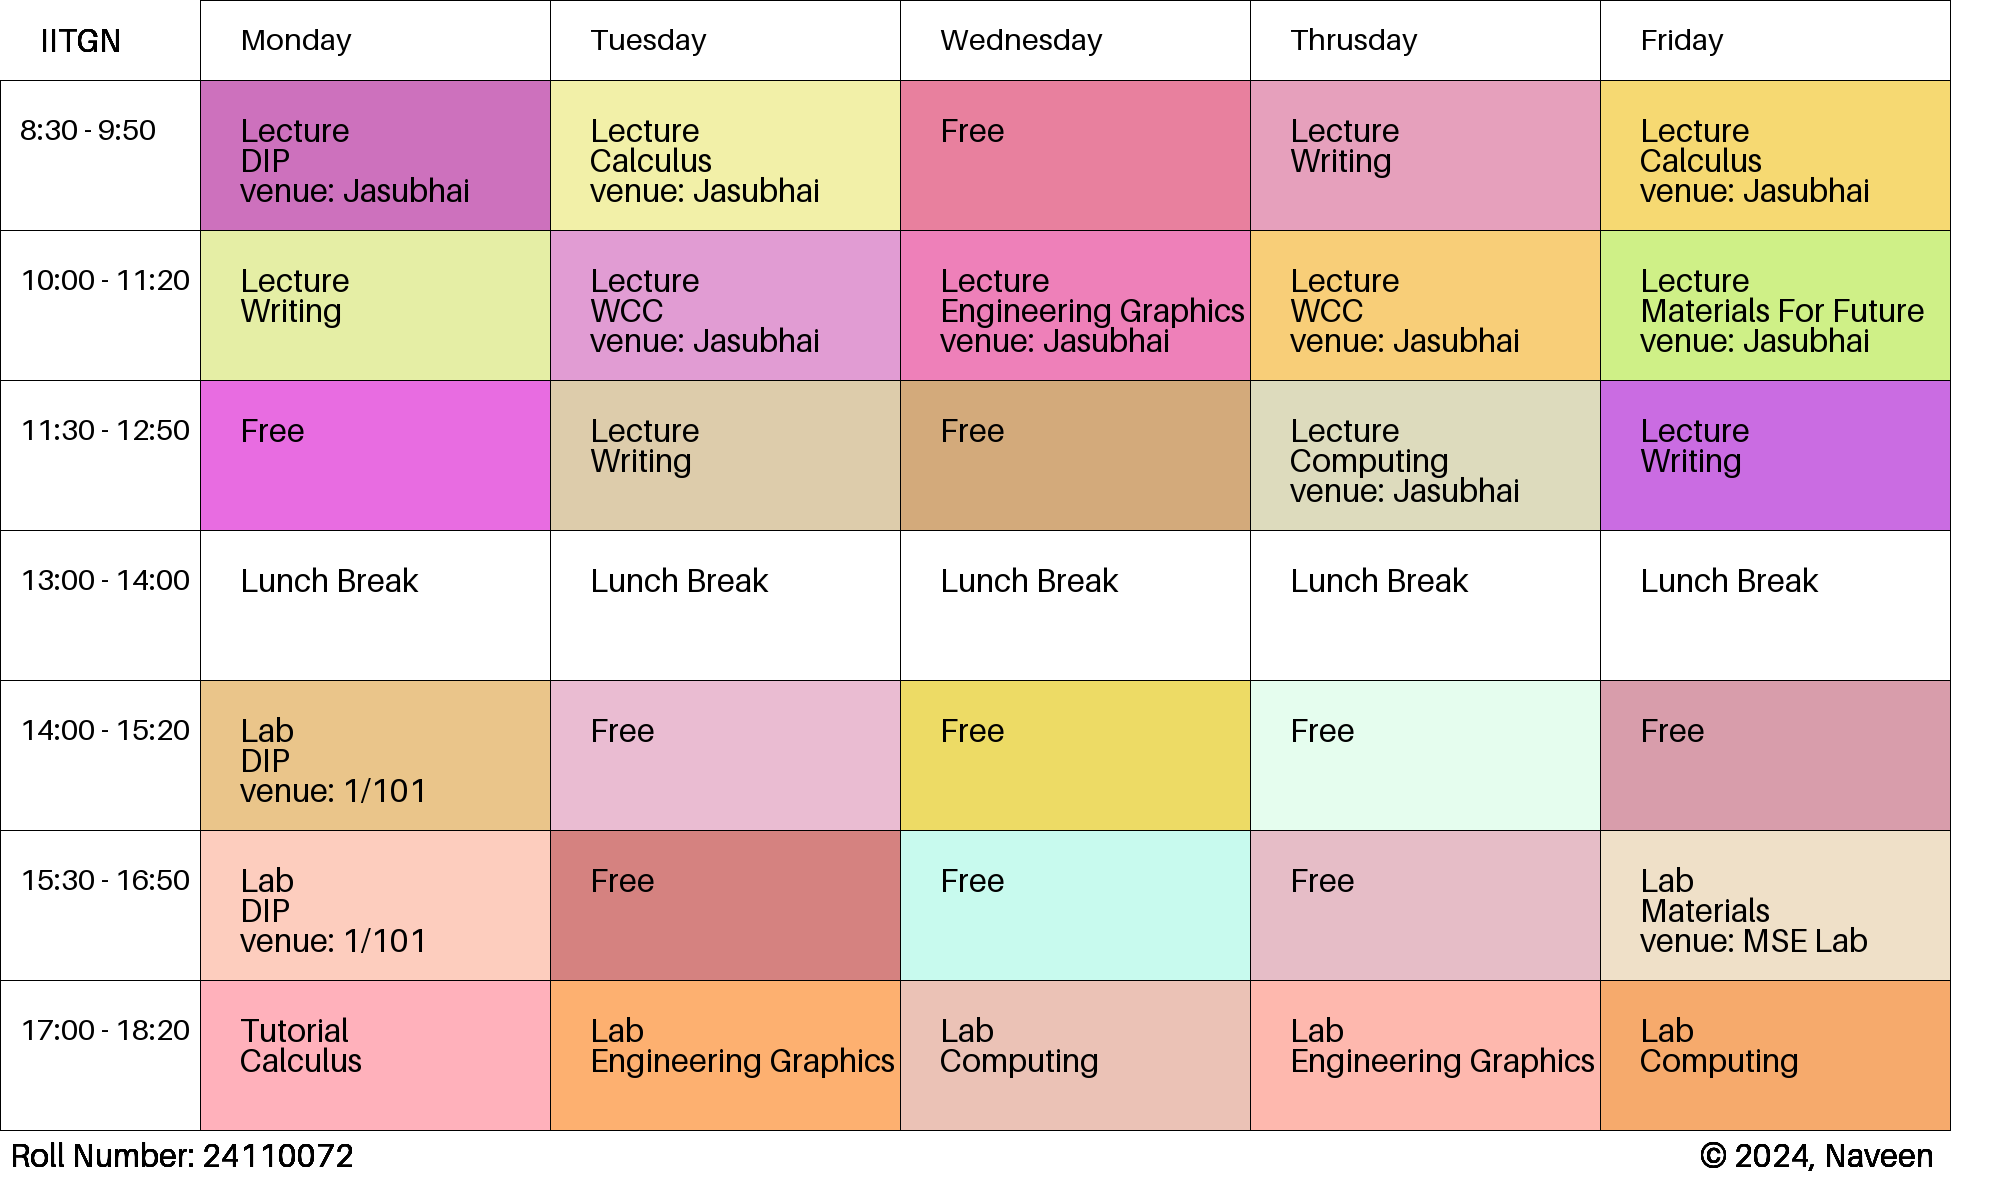 IITGN
Monday
Tuesday
Wednesday
Thrusday
Friday
8:30 - 9:50
Lecture
DIP
venue: Jasubhai
Lecture
Calculus
venue: Jasubhai
Free
Lecture
Writing
Lecture
Calculus
venue: Jasubhai
10:00 - 11:20
Lecture
Writing
Lecture
WCC
venue: Jasubhai
Lecture
Engineering Graphics
venue: Jasubhai
Lecture
WCC
venue: Jasubhai
Lecture
Materials For Future
venue: Jasubhai
11:30 - 12:50
Free
Lecture
Writing
Free
Lecture
Computing
venue: Jasubhai
Lecture
Writing
13:00 - 14:00
Lunch Break
Lunch Break
Lunch Break
Lunch Break
Lunch Break
14:00 - 15:20
Lab
DIP
venue: 1/101
Free
Free
Free
Free
15:30 - 16:50
Lab
DIP
venue: 1/101
Free
Free
Free
Lab
Materials
venue: MSE Lab
17:00 - 18:20
Tutorial
Calculus
Lab
Engineering Graphics
Lab
Computing
Lab
Engineering Graphics
Lab
Computing
Roll Number: 24110072
© 2024, Naveen